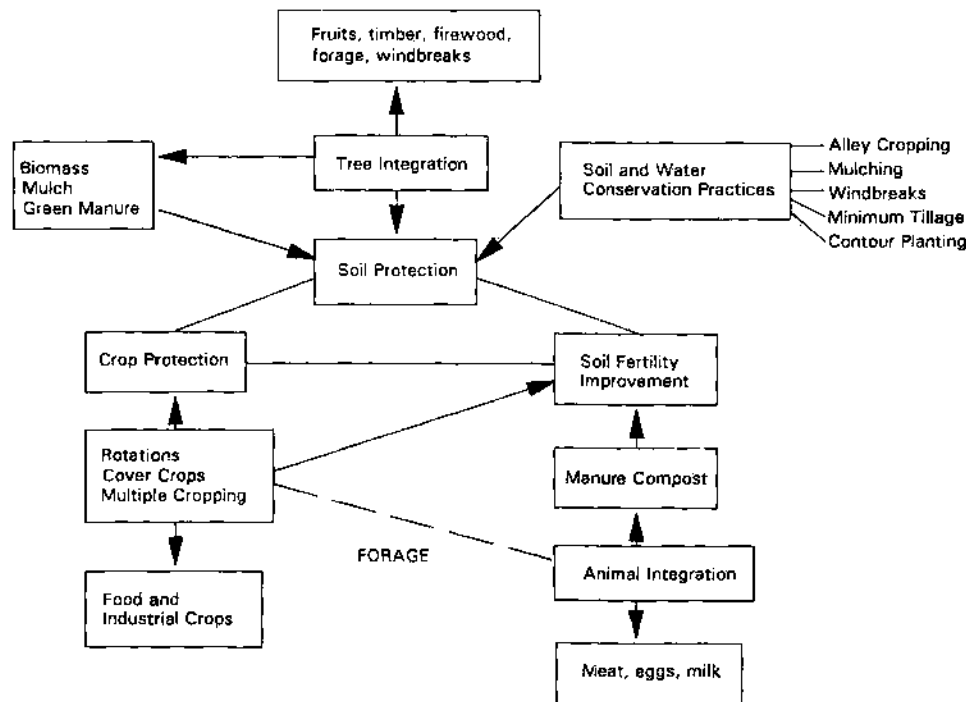 Fruits, timber, firewood,
forage, windbreaks
Tree Integration
Biomass
Mulch
Green Manure
Soil and Water
Conservation Practices
Alley Cropping
Mulching
Windbreaks
Minimum Tillage
Contour Planting
Soil Protection
Crop Protection
Soil Fertility
Improvement
Rotations
Cover Crops
Multiple Cropping
Manure Compost
FORAGE
Animal Integration
Food and
Industrial Crops
Meat, eggs, milk